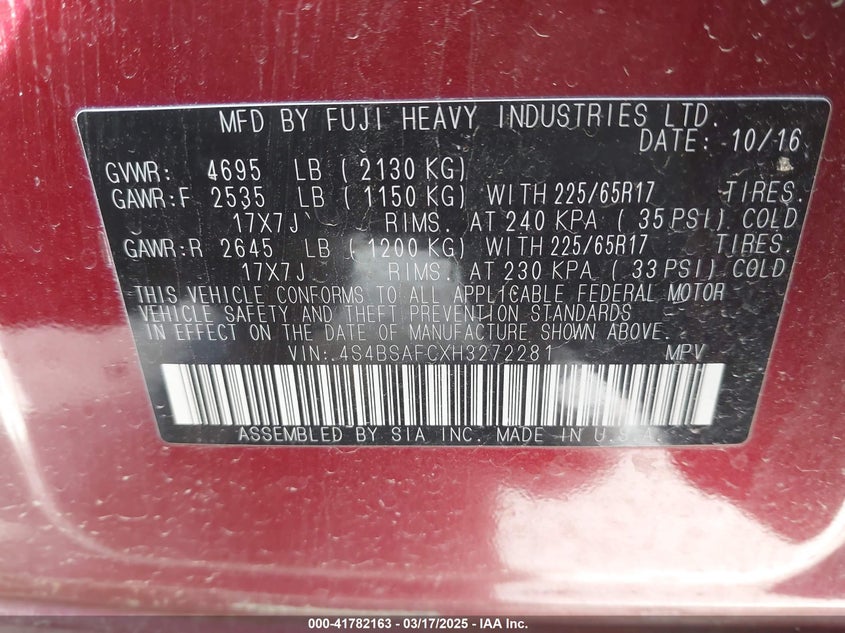 MFD BY FUJI HEAVY INDUSTRIES LTD.
DATE: 10/16
GVWR: 4695 LB ( 2130 KG)
GAWR:F 2535 LB ( 1150 KG) WITH 225/65R17 TIRES.
17X7J RIMS. AT 240 KPA ( 35 PSI) COLD
GAWR:R 2645 LB ( 1200 KG) WITH 225/65R17 TIRES.
17X7J RIMS. AT 230 KPA ( 33 PSI) COLD
THIS VEHICLE CONFORMS TO ALL APPLICABLE FEDERAL MOTOR
VEHICLE SAFETY AND THEFT PREVENTION STANDARDS
IN EFFECT ON THE DATE OF MANUFACTURE SHOWN ABOVE.
VIN: 4S4BSAFCXH3272281 MPV
ASSEMBLED BY SIA INC. MADE IN U.S.A.
000-41782163 - 03/17/2025 - IAA Inc.